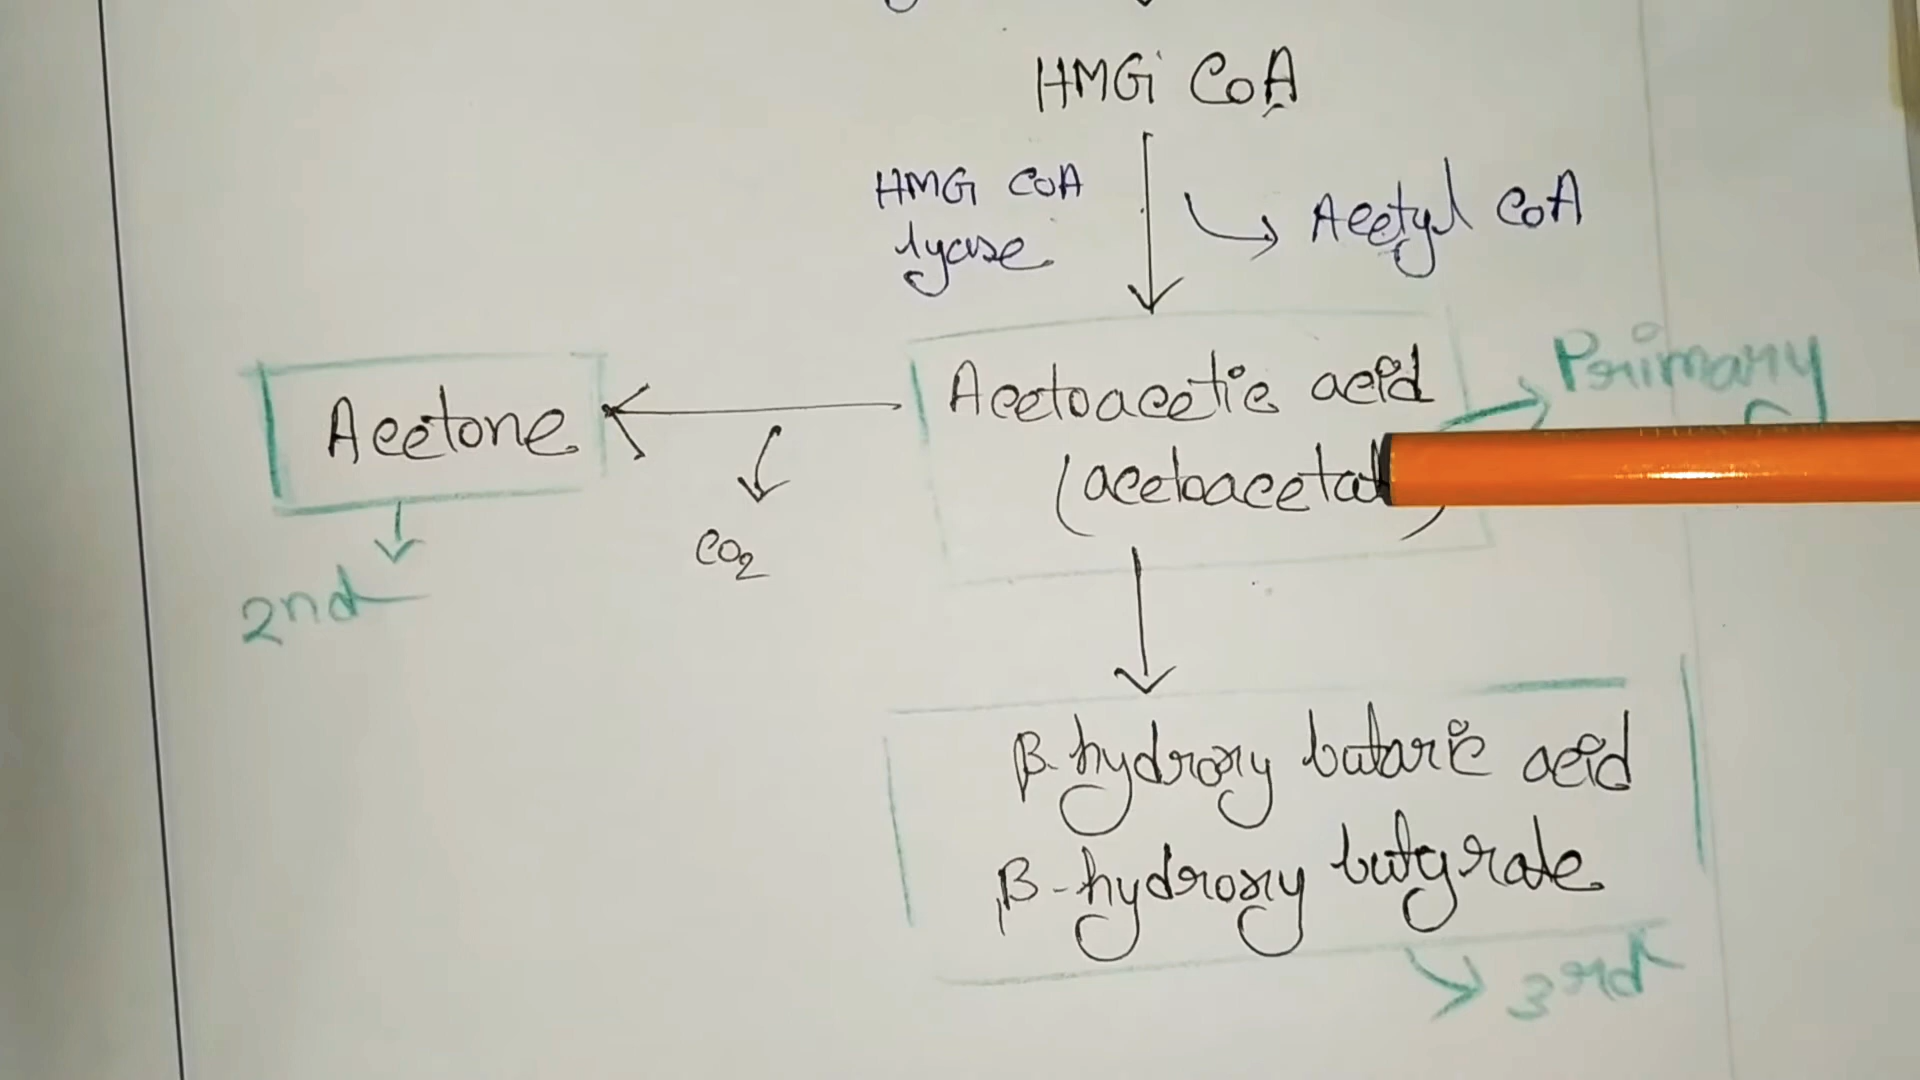 HMG CoA
HMG CoA
lyase
Acetyl CoA
Acetoacetic acid
(acetoacetat)
Primary
Acetone
CO2
2nd
β-hydroxy butaric acid
β-hydroxy butyrate
3rd